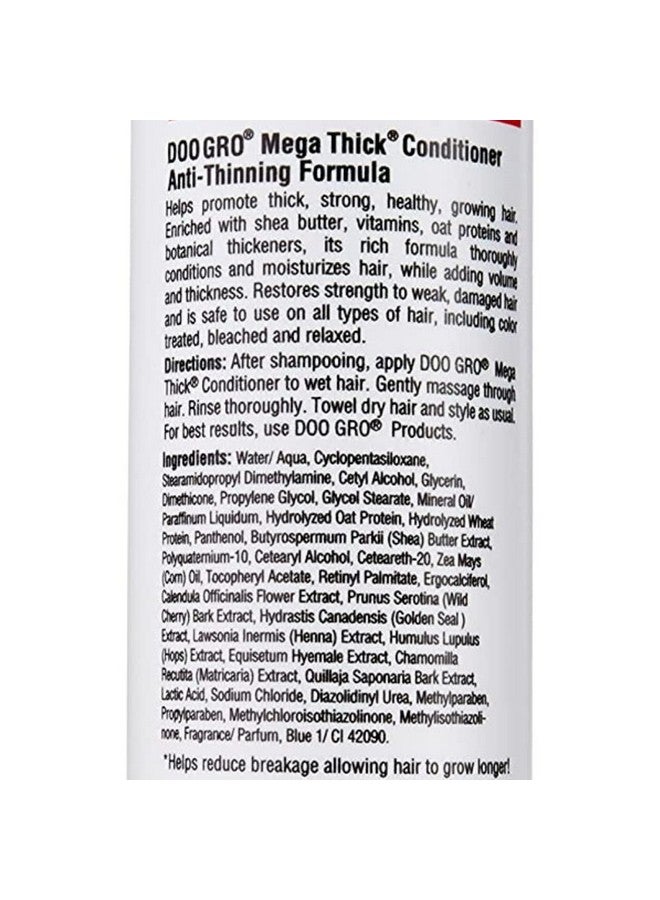 DOO GRO® Mega Thick® Conditioner
Anti-Thinning Formula
Helps promote thick, strong, healthy, growing hair.
Enriched with shea butter, vitamins, oat proteins and
botanical thickeners, its rich formula thoroughly
conditions and moisturizes hair, while adding volume
and thickness. Restores strength to weak, damaged hair
and is safe to use on all types of hair, including color
treated, bleached and relaxed.
Directions: After shampooing, apply DOO GRO® Mega
Thick® Conditioner to wet hair. Gently massage through
hair. Rinse thoroughly. Towel dry hair and style as usual.
For best results, use DOO GRO® Products.
Ingredients: Water/ Aqua, Cyclopentasiloxane,
Stearamidopropyl Dimethylamine, Cetyl Alcohol, Glycerin,
Dimethicone, Propylene Glycol, Glycol Stearate, Mineral Oil/
Paraffinum Liquidum, Hydrolyzed Oat Protein, Hydrolyzed Wheat
Protein, Panthenol, Butyrospermum Parkii (Shea) Butter Extract,
Polyquaternium-10, Cetearyl Alcohol, Ceteareth-20, Zea Mays
(Corn) Oil, Tocopheryl Acetate, Retinyl Palmitate, Ergocalciferol,
Calendula Officinalis Flower Extract, Prunus Serotina (Wild
Cherry) Bark Extract, Hydrastis Canadensis (Golden Seal )
Extract, Lawsonia Inermis (Henna) Extract, Humulus Lupulus
(Hops) Extract, Equisetum Hyemale Extract, Chamomilla
Recutita (Matricaria) Extract, Quillaja Saponaria Bark Extract,
Lactic Acid, Sodium Chloride, Diazolidinyl Urea, Methylparaben,
Propylparaben, Methylchloroisothiazolinone, Methylisothiazoli-
none, Fragrance/ Parfum, Blue 1/ CI 42090.
*Helps reduce breakage allowing hair to grow longer!